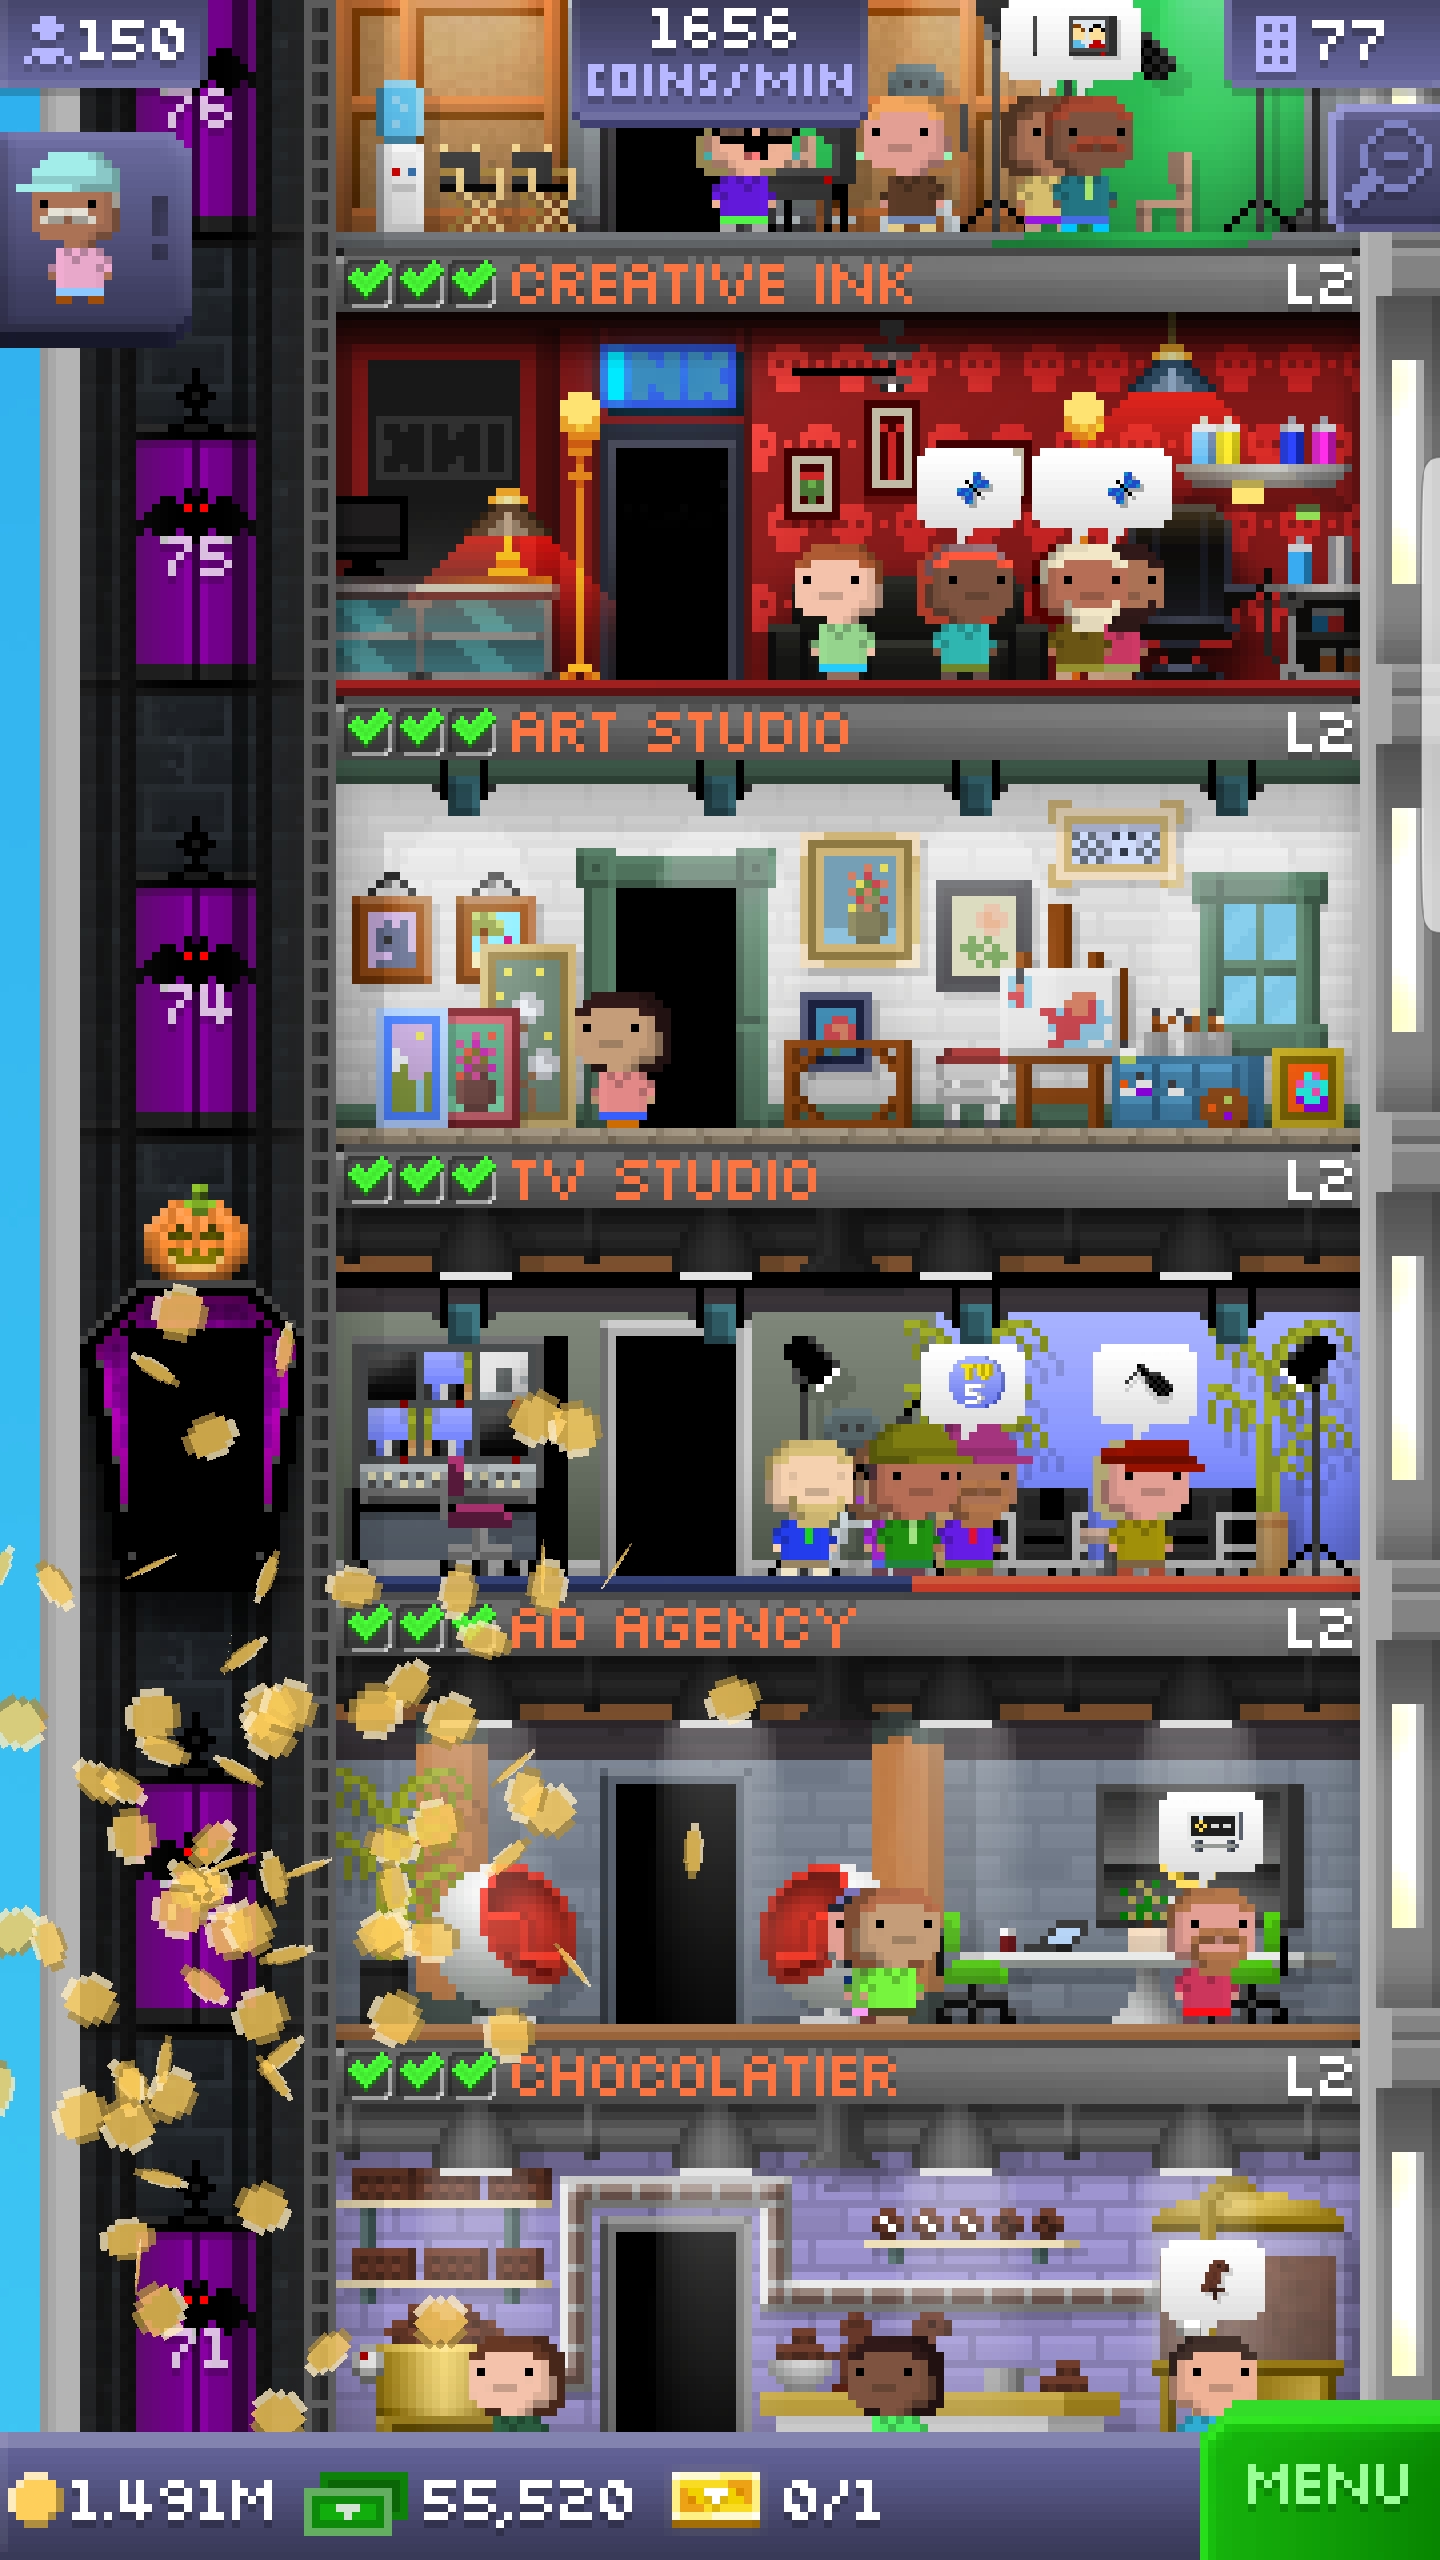 150
1656
COINS/MIN
77
76
CREATIVE INK L2
INK
INK
75
ART STUDIO L2
74
TV STUDIO L2
TV
5
AD AGENCY L2
CHOCOLATIER L2
71
1.491M 55,520 0/1
MENU